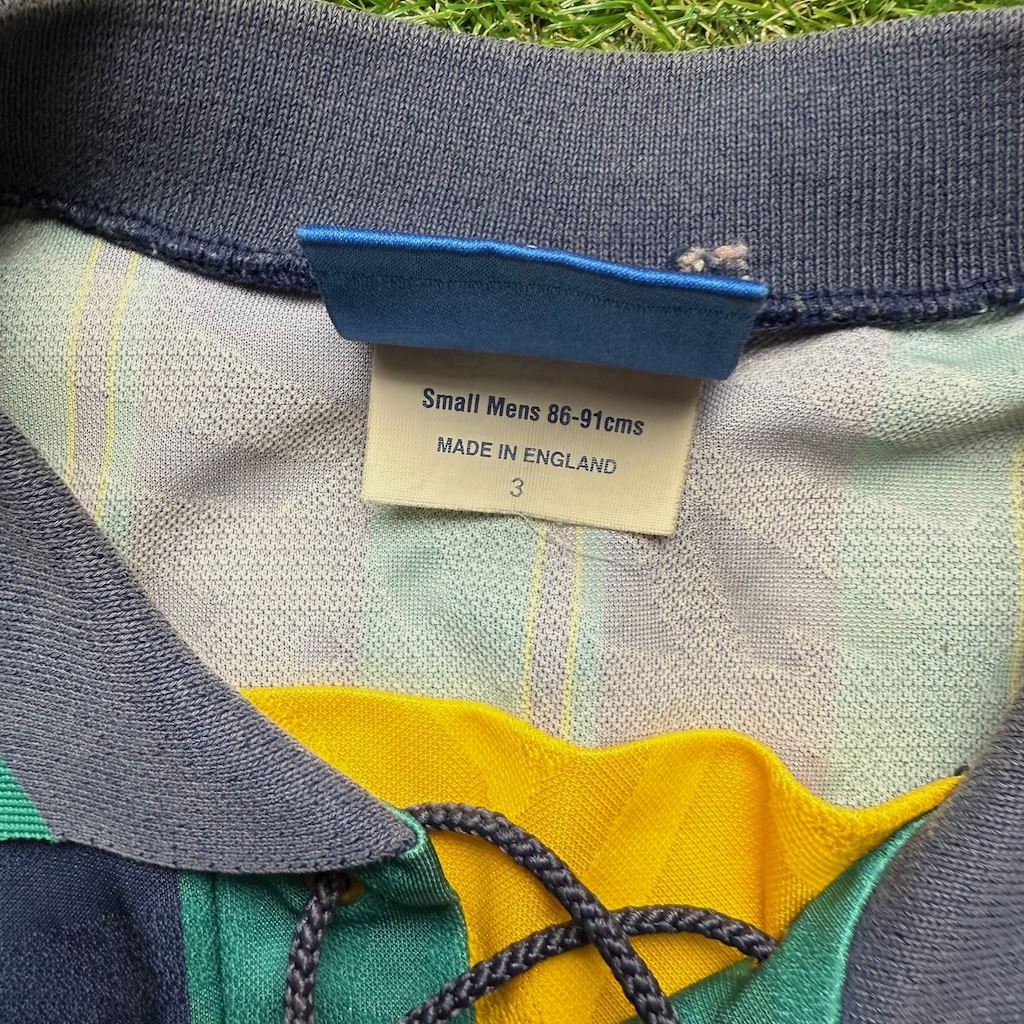 Small Mens 86-91cms
MADE IN ENGLAND
3